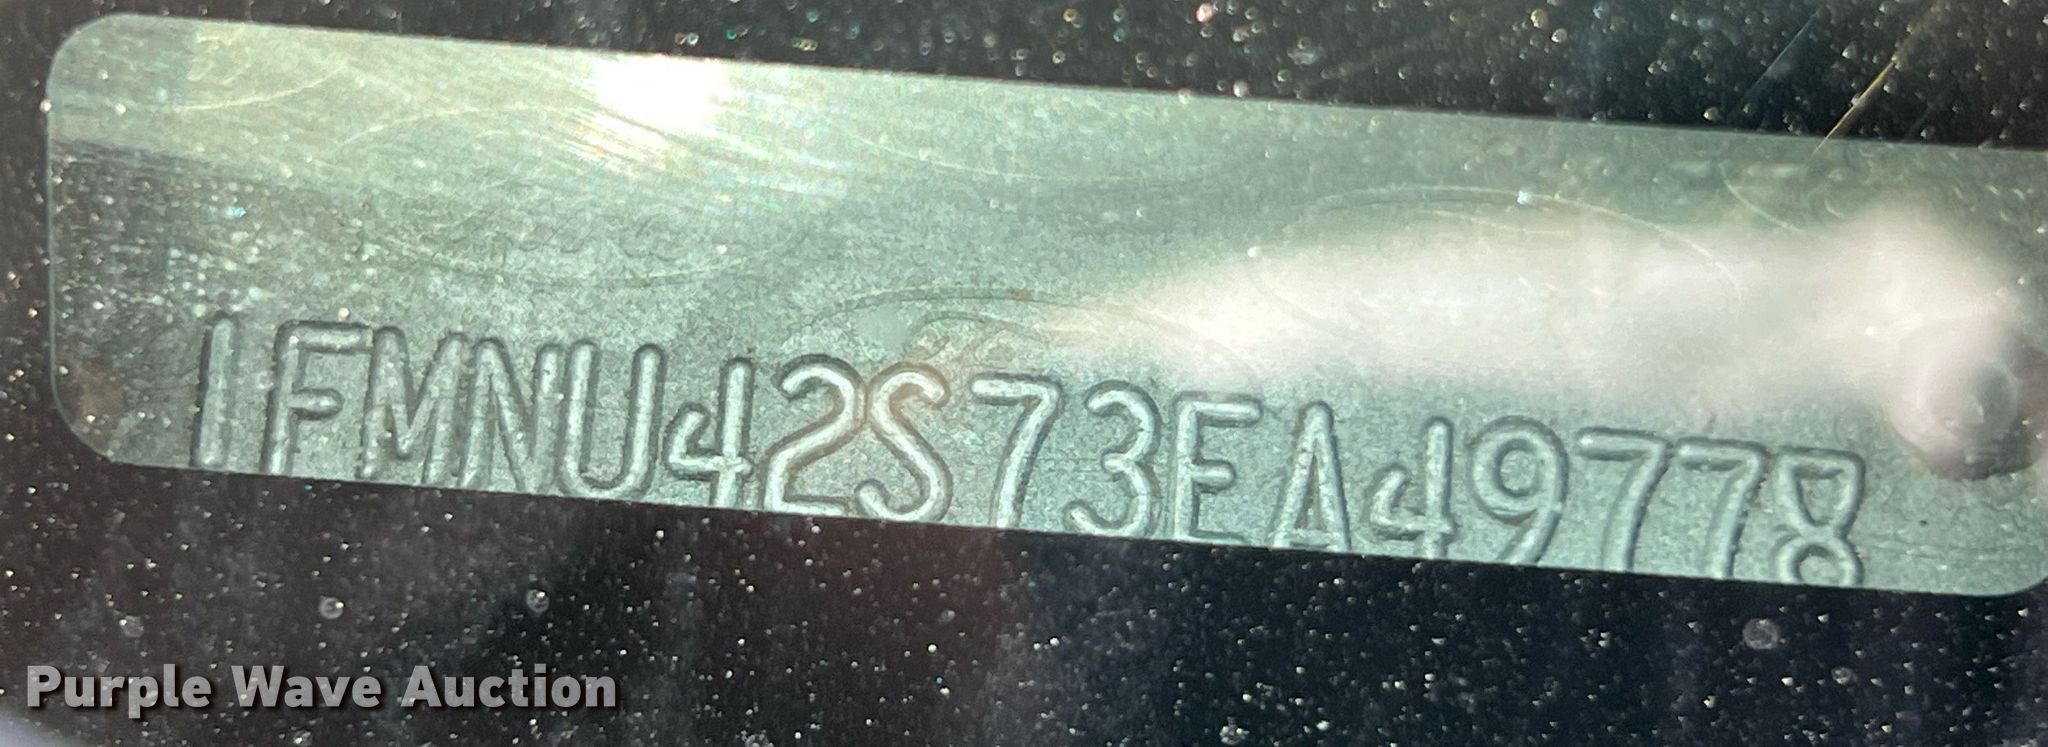 1FMNU42S73EA49778
Purple Wave Auction